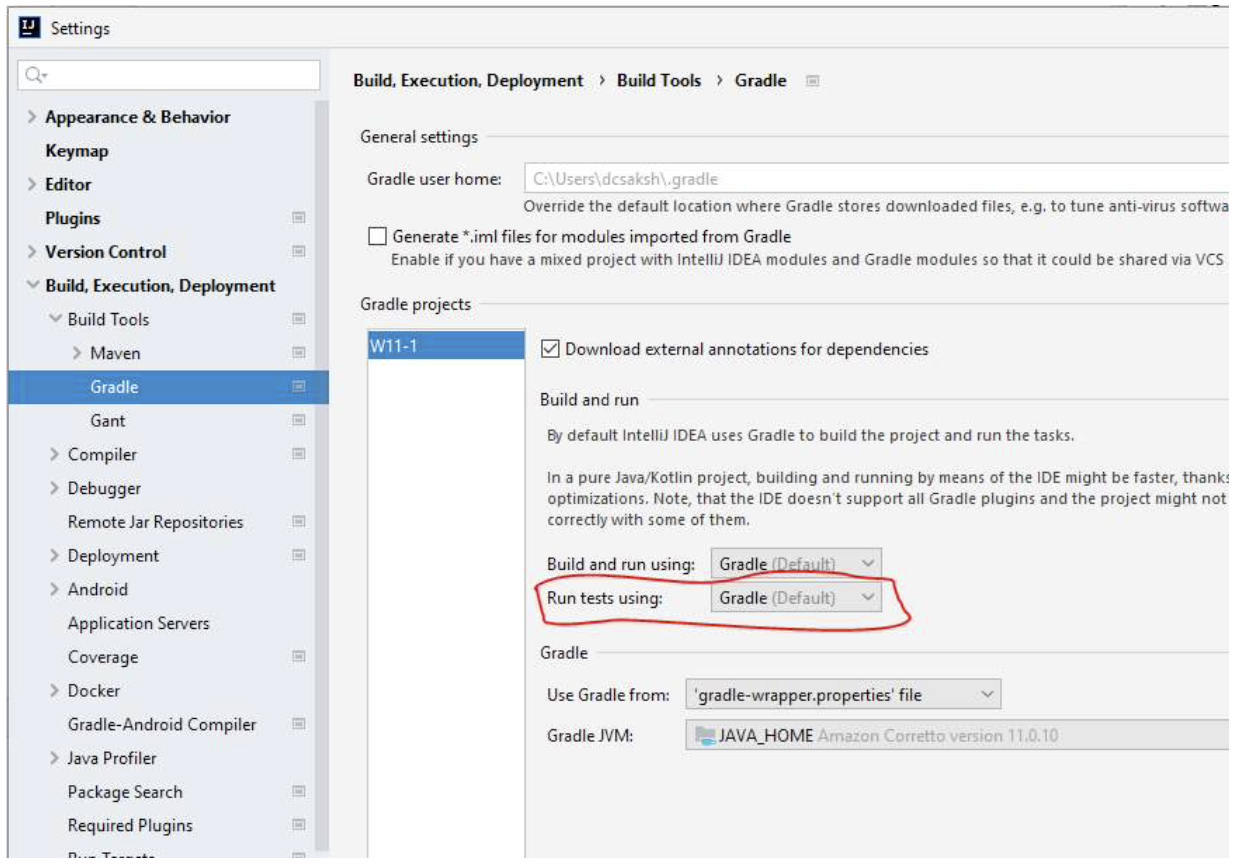 Settings
Build, Execution, Deployment > Build Tools > Gradle
Appearance & Behavior
Keymap
Editor
Plugins
Version Control
Build, Execution, Deployment
Build Tools
Maven
Gradle
Gant
Compiler
Debugger
Remote Jar Repositories
Deployment
Android
Application Servers
Coverage
Docker
Gradle-Android Compiler
Java Profiler
Package Search
Required Plugins
Run Targets
General settings
Gradle user home: C:\Users\dcsaksh\.gradle
Override the default location where Gradle stores downloaded files, e.g. to tune anti-virus softwa
Generate *.iml files for modules imported from Gradle
Enable if you have a mixed project with IntelliJ IDEA modules and Gradle modules so that it could be shared via VCS
Gradle projects
W11-1
Download external annotations for dependencies
Build and run
By default IntelliJ IDEA uses Gradle to build the project and run the tasks.
In a pure Java/Kotlin project, building and running by means of the IDE might be faster, thanks
optimizations. Note, that the IDE doesn't support all Gradle plugins and the project might not
correctly with some of them.
Build and run using: Gradle (Default)
Run tests using: Gradle (Default)
Gradle
Use Gradle from: 'gradle-wrapper.properties' file
Gradle JVM: JAVA_HOME Amazon Corretto version 11.0.10